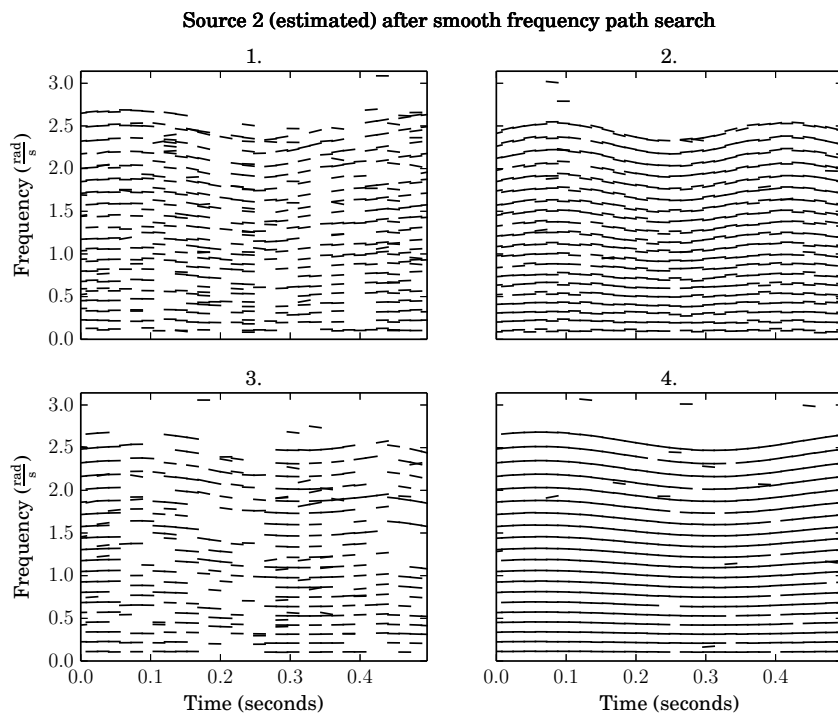 Source 2 (estimated) after smooth frequency path search
1.
2.
3.0
2.5
2.0
1.5
1.0
0.5
0.0
Frequency (rad/s)
3.
4.
3.0
2.5
2.0
1.5
1.0
0.5
0.0
Frequency (rad/s)
0.0 0.1 0.2 0.3 0.4
0.0 0.1 0.2 0.3 0.4
Time (seconds)
Time (seconds)